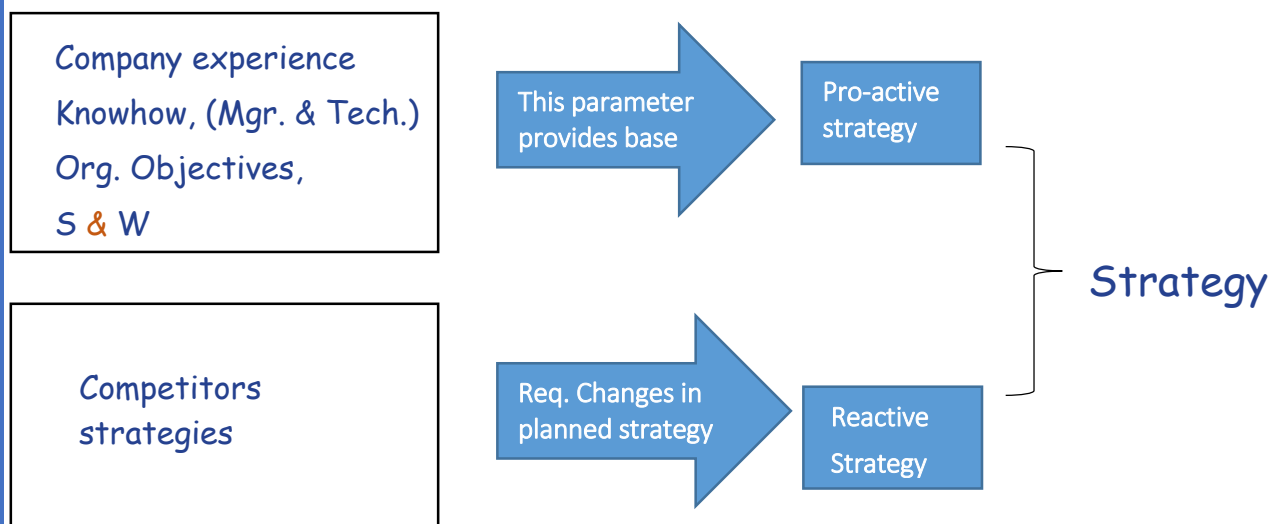 Company experience
Knowhow, (Mgr. & Tech.)
Org. Objectives,
S & W
This parameter
provides base
Pro-active
strategy
Strategy
Competitors
strategies
Req. Changes in
planned strategy
Reactive
Strategy